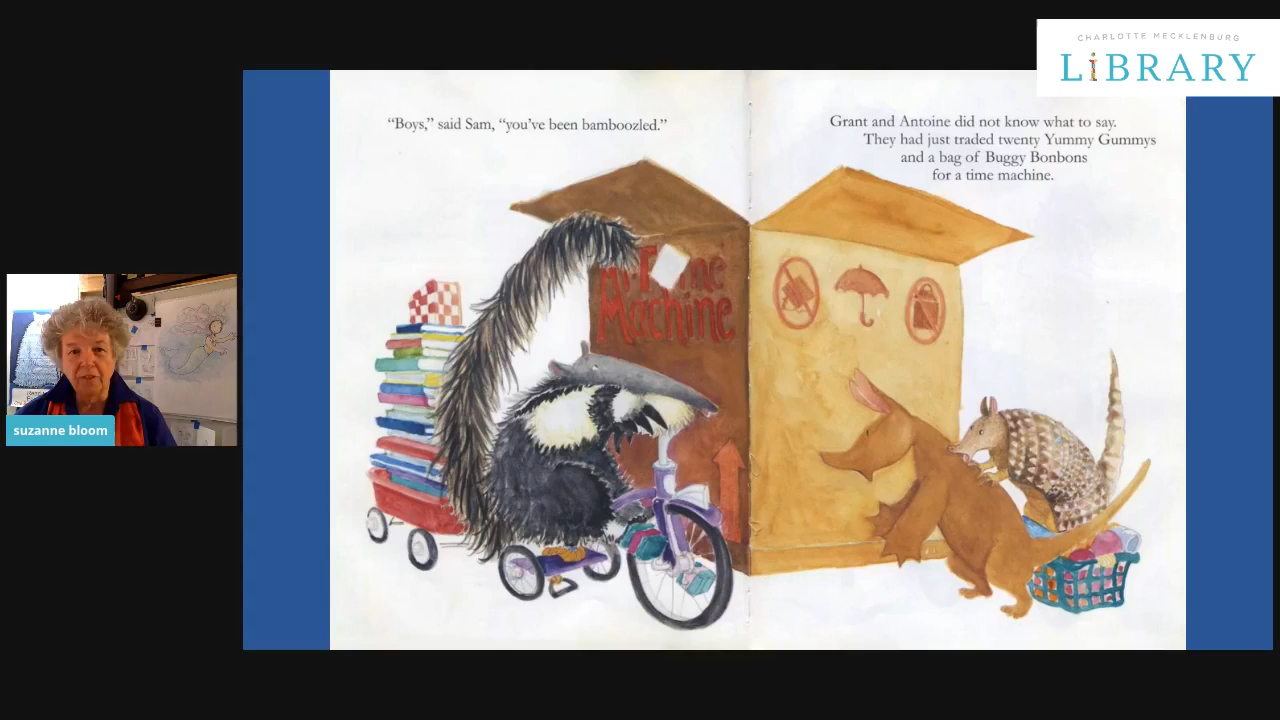 CHARLOTTE MECKLENBURG
LiBRARY
“Boys,” said Sam, “you’ve been bamboozled.”
Grant and Antoine did not know what to say.
They had just traded twenty Yummy Gummys
and a bag of Buggy Bonbons
for a time machine.
Machine
suzanne bloom